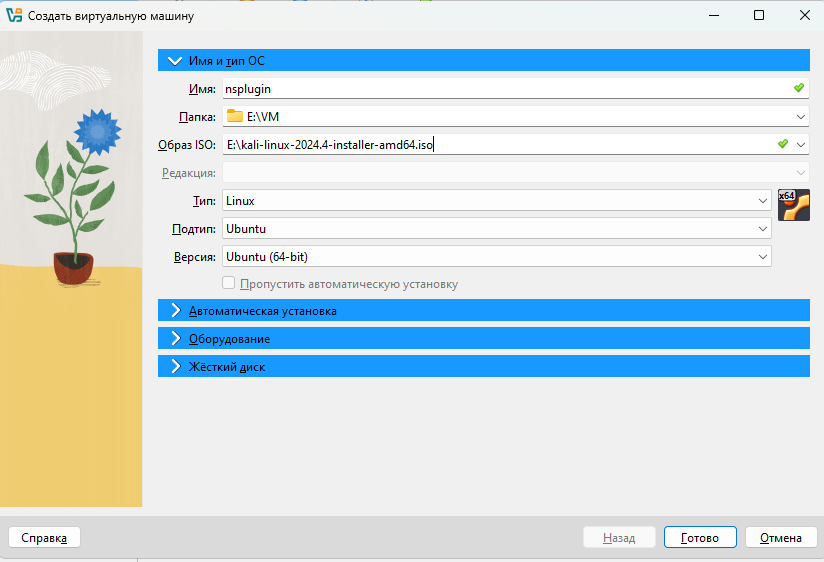 Создать виртуальную машину
Имя и тип ОС
Имя: nsplugin
Папка: E:\VM
Образ ISO: E:\kali-linux-2024.4-installer-amd64.iso
Редакция:
Тип: Linux
x64
Подтип: Ubuntu
Версия: Ubuntu (64-bit)
Пропустить автоматическую установку
Автоматическая установка
Оборудование
Жёсткий диск
Справка Назад Готово Отмена